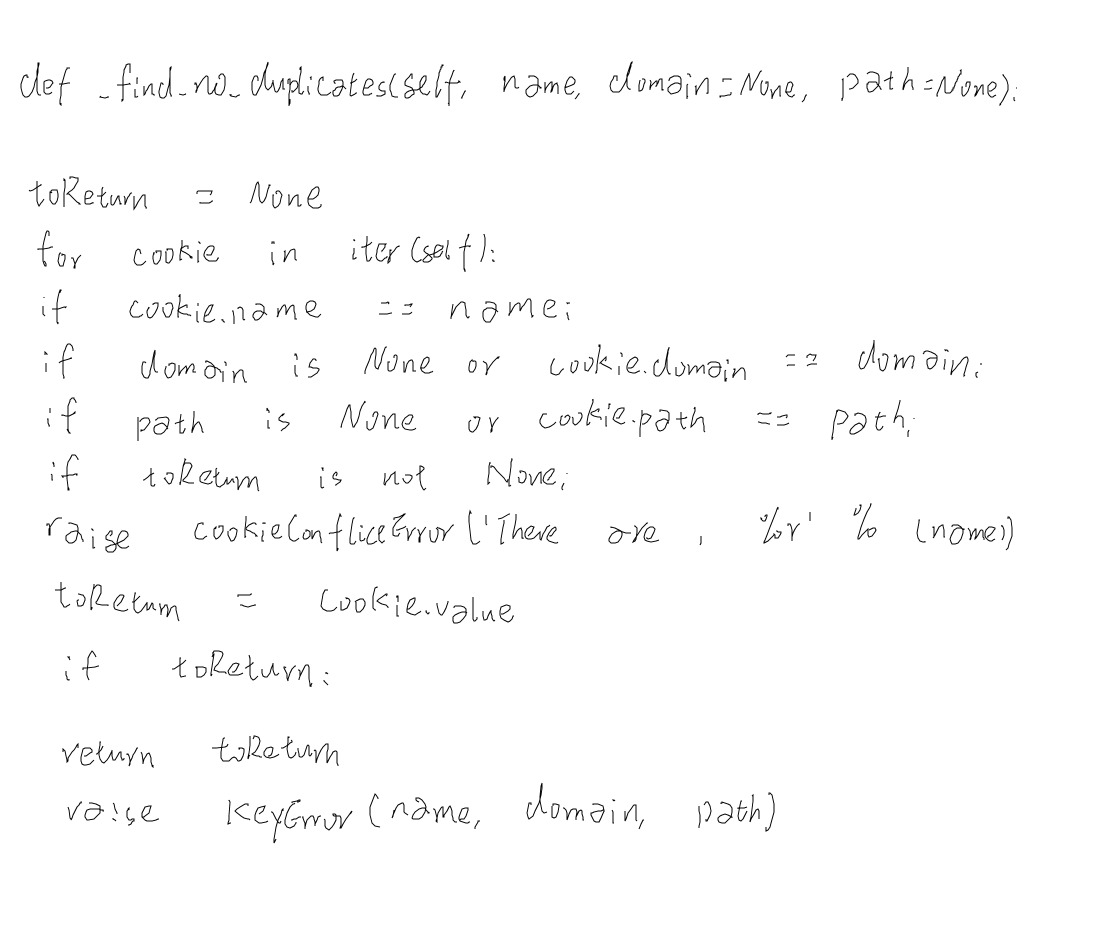 def _find_no_duplicates(self, name, domain=None, path=None):
toReturn = None
for cookie in iter(self):
if cookie.name == name:
if domain is None or cookie.domain == domain:
if path is None or cookie.path == path:
if toReturn is not None:
raise cookieConflictError('There are , %r' % (name))
toReturn = cookie.value
if toReturn:
return toReturn
raise KeyError(name, domain, path)